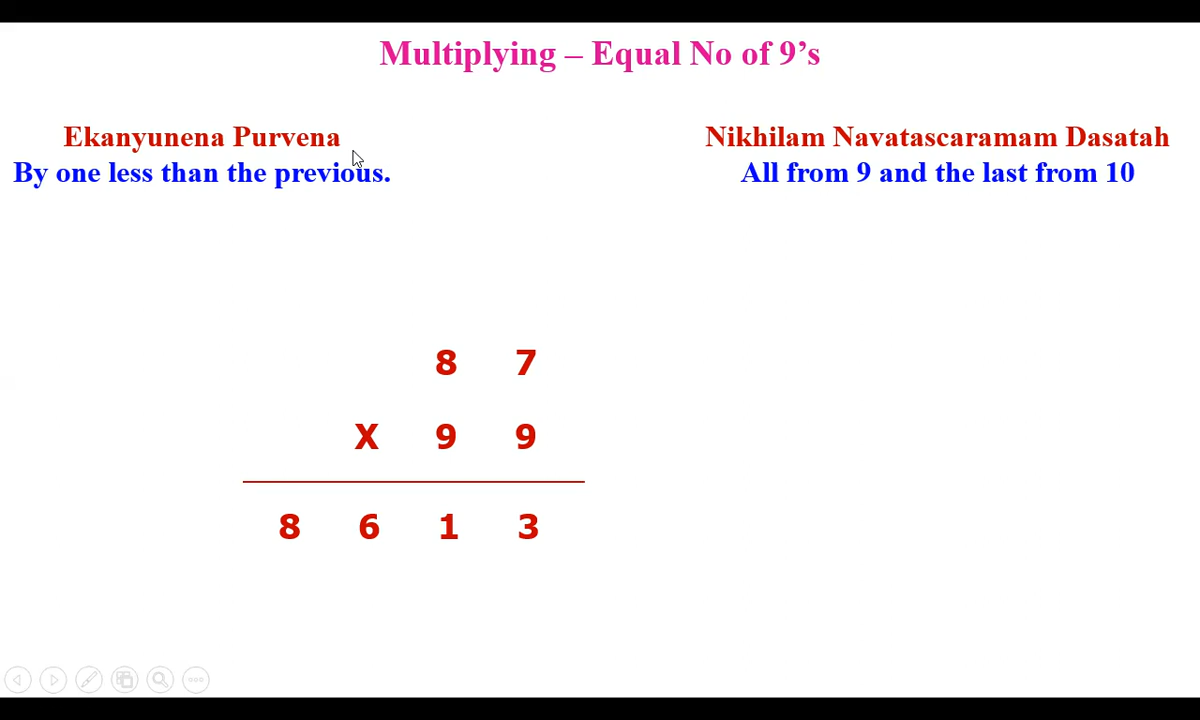 Multiplying – Equal No of 9’s
Ekanyunena Purvena
By one less than the previous.
Nikhilam Navatascaramam Dasatah
All from 9 and the last from 10
8 7
X 9 9
8 6 1 3